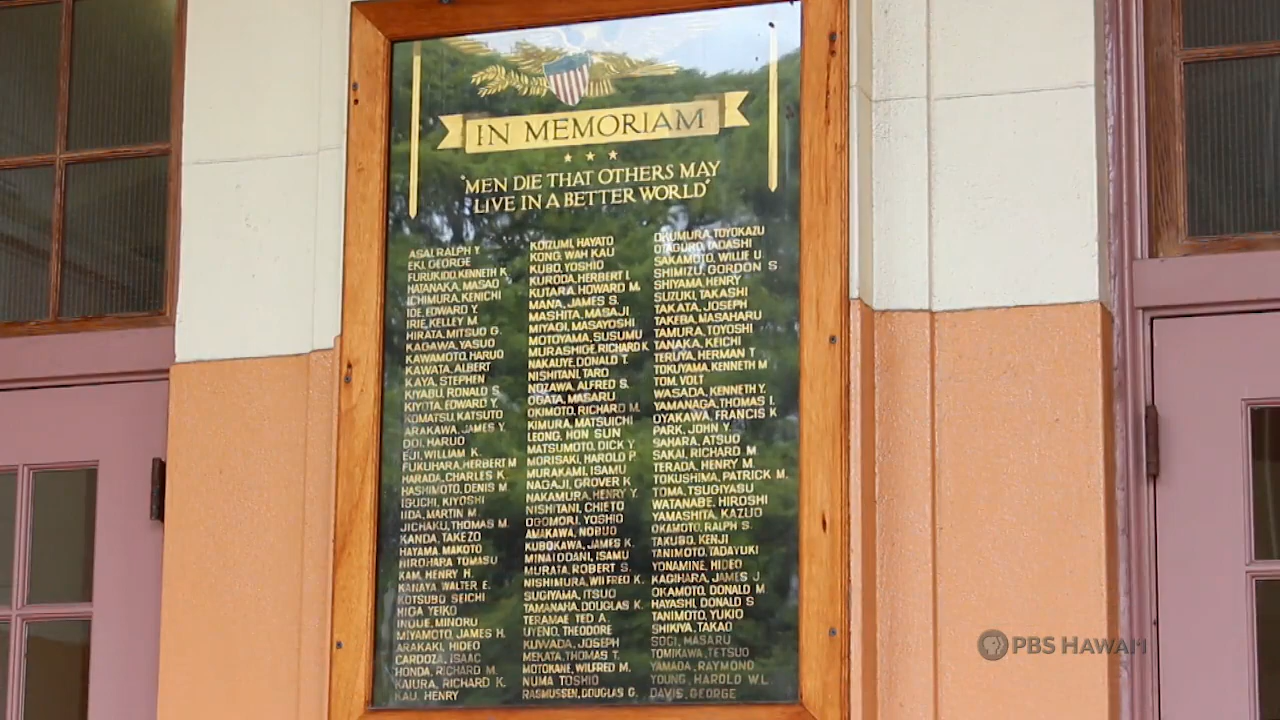 IN MEMORIAM
"MEN DIE THAT OTHERS MAY
LIVE IN A BETTER WORLD"
ASAI, RALPH Y.
EKI, GEORGE
FURUKIDO, KENNETH K.
HATANAKA, MASAO
ICHIMURA, KENICHI
IDE, EDWARD Y.
IRIE, KELLEY M.
HIRATA, MITSUO G.
KAGAWA, YASUO
KAWAMOTO, HARUO
KAWATA, ALBERT
KAYA, STEPHEN
KIYABU, RONALD S.
KIYOTA, EDWARD Y.
KOMATSU, KATSUTO
ARAKAWA, JAMES Y.
DOI, HARUO
EJI, WILLIAM K.
FUKUHARA, HERBERT M
HARADA, CHARLES K.
HASHIMOTO, DENIS M.
IGUCHI, KIYOSHI
IIDA, MARTIN M.
JICHAKU, THOMAS M.
KANDA, TAKEZO
HAYAMA, MAKOTO
HIROHARA TOMASU
KAM, HENRY H.
KANAYA, WALTER E.
KOTSUBO SEICHI
HIGA YEIKO
INOUE, MINORU
MIYAMOTO, JAMES H.
ARAKAKI, HIDEO
CARDOZA, ISAAC
HONDA, RICHARD M.
KAIURA, RICHARD K.
KAU, HENRY
KOIZUMI, HAYATO
KONG, WAH KAU
KUBO, YOSHIO
KURODA, HERBERT I.
KUTARA, HOWARD M.
MANA, JAMES S.
MASHITA, MASAJI
MIYAGI, MASAYOSHI
MOTOYAMA, SUSUMU
MURASHIGE, RICHARD K.
NAKAUYE, DONALD T.
NISHITANI, TARO
NOZAWA, ALFRED S.
OGATA, MASARU
OKIMOTO, RICHARD M.
KIMURA, MATSUICHI
LEONG, HON SUN
MATSUMOTO, DICK Y.
MORISAKI, HAROLD P.
MURAKAMI, ISAMU
NAGAJI, GROVER K
NAKAMURA, HENRY Y.
NISHITANI, CHIETO
OGOMORI, YOSHIO
AMAKAWA, NOBUO
KUBOKAWA, JAMES K.
MINATODANI, ISAMU
MURATA, ROBERT S.
NISHIMURA, WILFRED K.
SUGIYAMA, ITSUO
TAMANAHA, DOUGLAS K.
TERAMAE TED A.
UYENO, THEODORE
KUWADA, JOSEPH
MEKATA, THOMAS T.
MOTOKANE, WILFRED M.
NUMA TOSHIO
RASMUSSEN, DOUGLAS G.
OKUMURA, TOYOKAZU
OTAGURO, TADASHI
SAKAMOTO, WILLIE U.
SHIMIZU, GORDON S.
SHIYAMA, HENRY
SUZUKI, TAKASHI
TAKATA, JOSEPH
TAKEBA, MASAHARU
TAMURA, TOYOSHI
TANAKA, KEICHI
TERUYA, HERMAN T
TOKUYAMA, KENNETH M
TOM, VOLT
WASADA, KENNETH Y.
YAMANAGA, THOMAS I.
OYAKAWA, FRANCIS K
PARK, JOHN Y.
SAHARA, ATSUO
SAKAI, RICHARD M
TERADA, HENRY M.
TOKUSHIMA, PATRICK M.
TOMA, TSUGIYASU
WATANABE, HIROSHI
YAMASHITA, KAZUO
OKAMOTO, RALPH S.
TAKUBO, KENJI
TANIMOTO, TADAYUKI
YONAMINE, HIDEO
KAGIHARA, JAMES J
OKAMOTO, DONALD M
HAYASHI, DONALD S
TANIMOTO, YUKIO
SHIKIYA, TAKAO
SOGI, MASARU
TOMIKAWA, TETSUO
YAMADA, RAYMOND
YOUNG, HAROLD W.L.
DAVIS, GEORGE
PBS HAWAI'I